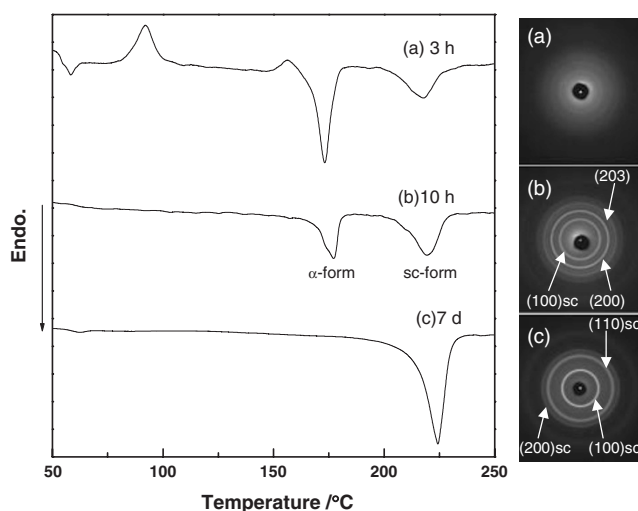 (a) 3 h
(b)10 h
α-form
sc-form
(c)7 d
Endo.
50
100
150
200
250
Temperature /°C
(a)
(b)
(203)
(100)sc
(200)
(c)
(110)sc
(200)sc
(100)sc